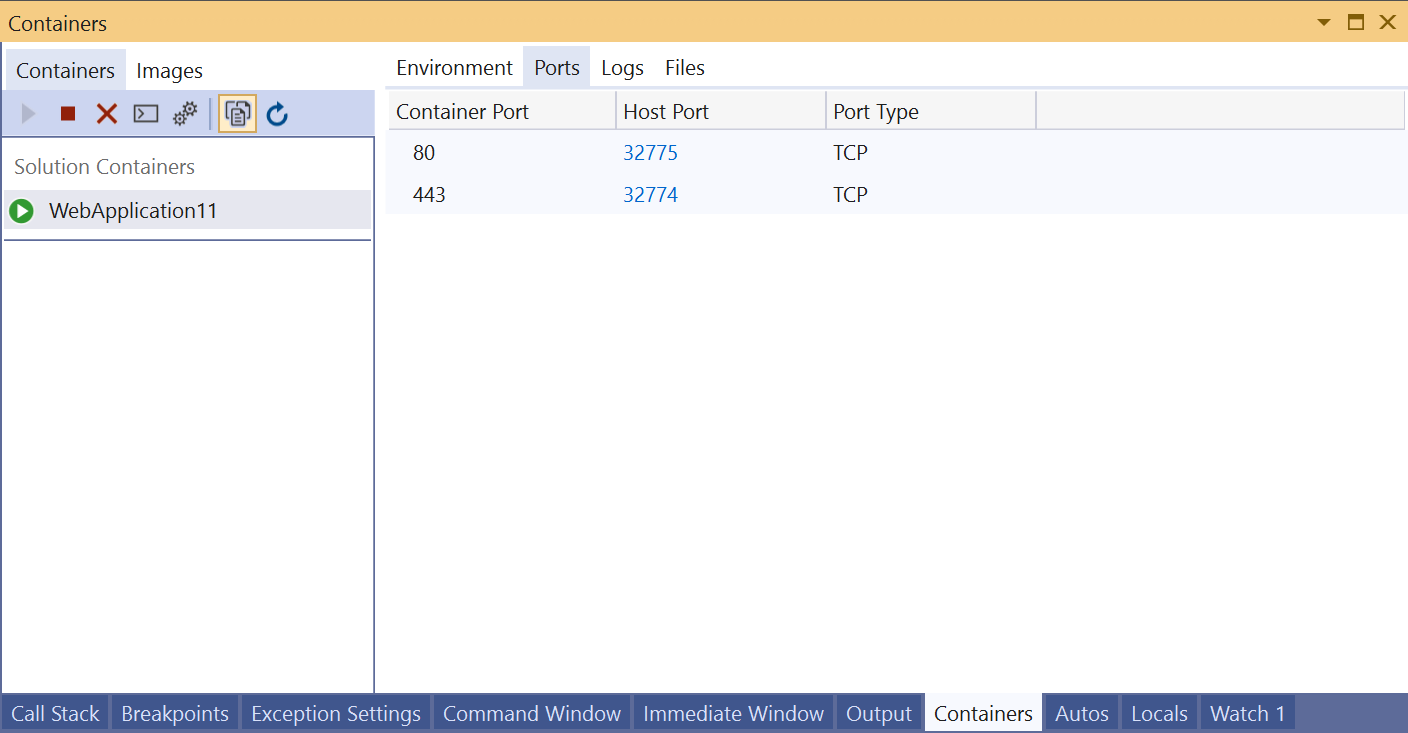 Containers
Containers Images
Environment Ports Logs Files
Container Port Host Port Port Type
80 32775 TCP
443 32774 TCP
Solution Containers
WebApplication11
Call Stack Breakpoints Exception Settings Command Window Immediate Window Output Containers Autos Locals Watch 1